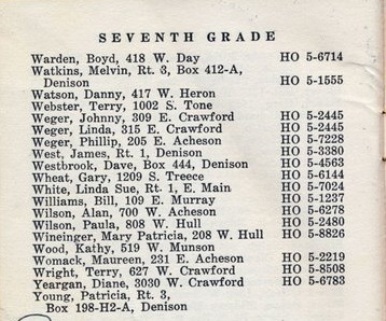 SEVENTH GRADE
Warden, Boyd, 418 W. Day HO 5-6714
Watkins, Melvin, Rt. 3, Box 412-A,
Denison HO 5-1555
Watson, Danny, 417 W. Heron
Webster, Terry, 1002 S. Tone
Weger, Johnny, 309 E. Crawford HO 5-2445
Weger, Linda, 315 E. Crawford HO 5-2445
Weger, Phillip, 205 E. Acheson HO 5-7228
West, James, Rt. 1, Denison HO 5-3380
Westbrook, Dave, Box 444, Denison HO 5-4563
Wheat, Gary, 1209 S. Treece HO 5-6144
White, Linda Sue, Rt. 1, E. Main HO 5-7024
Williams, Bill, 109 E. Murray HO 5-1237
Wilson, Alan, 700 W. Acheson HO 5-6278
Wilson, Paula, 808 W. Hull HO 5-2480
Wineinger, Mary Patricia, 208 W. Hull HO 5-8826
Wood, Kathy, 519 W. Munson
Womack, Maureen, 231 E. Acheson HO 5-2219
Wright, Terry, 627 W. Crawford HO 5-8508
Yeargan, Diane, 3030 W. Crawford HO 5-6783
Young, Patricia, Rt. 3,
Box 198-H2-A, Denison